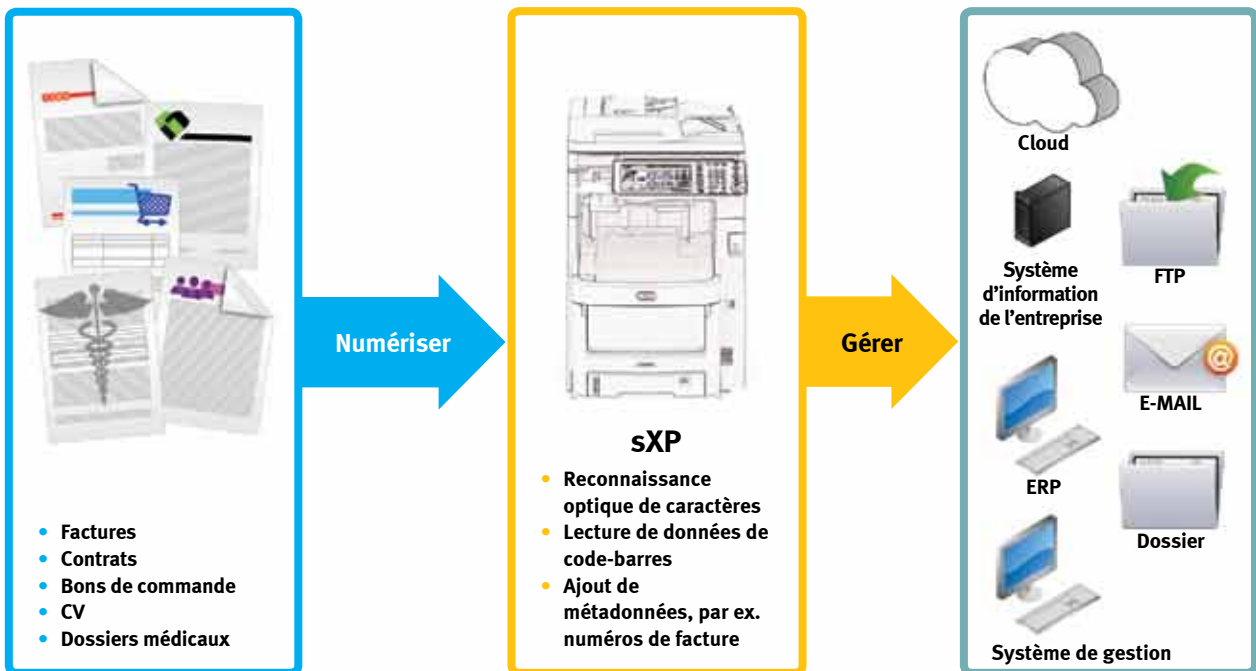 Factures
Contrats
Bons de commande
CV
Dossiers médicaux
Numériser
sXP
Reconnaissance
optique de caractères
Lecture de données de
code-barres
Ajout de
métadonnées, par ex.
numéros de facture
Gérer
Cloud
Système
d'information
de l'entreprise
FTP
E-MAIL
ERP
Dossier
Système de gestion